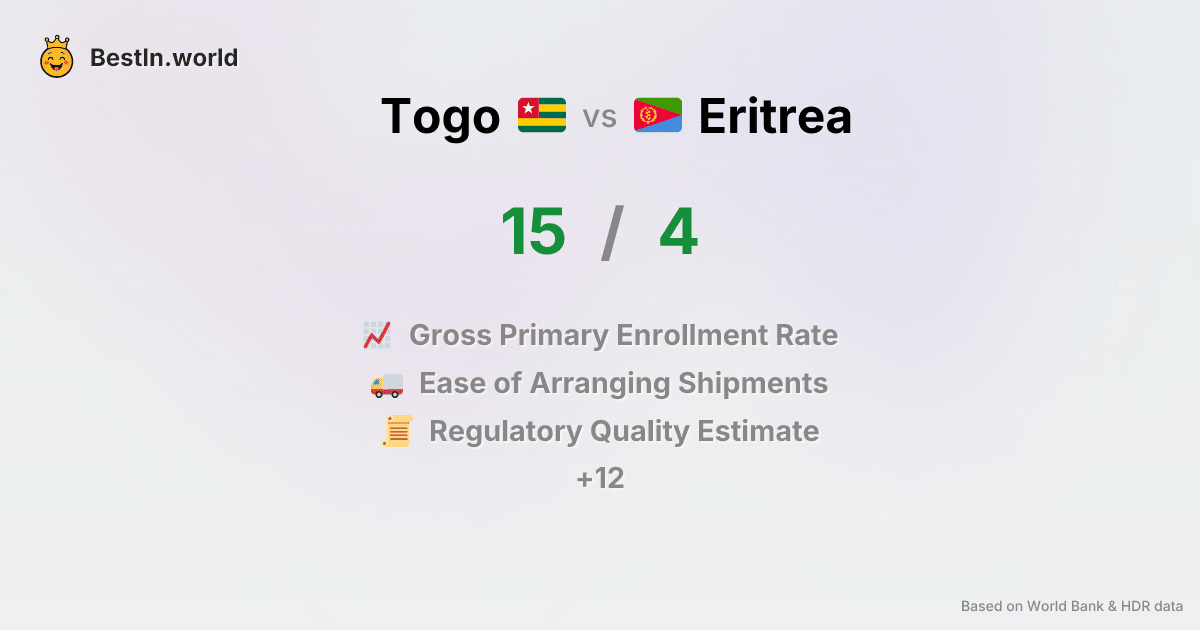 BestIn.world
Togo vs Eritrea
15 / 4
Gross Primary Enrollment Rate
Ease of Arranging Shipments
Regulatory Quality Estimate
+12
Based on World Bank & HDR data